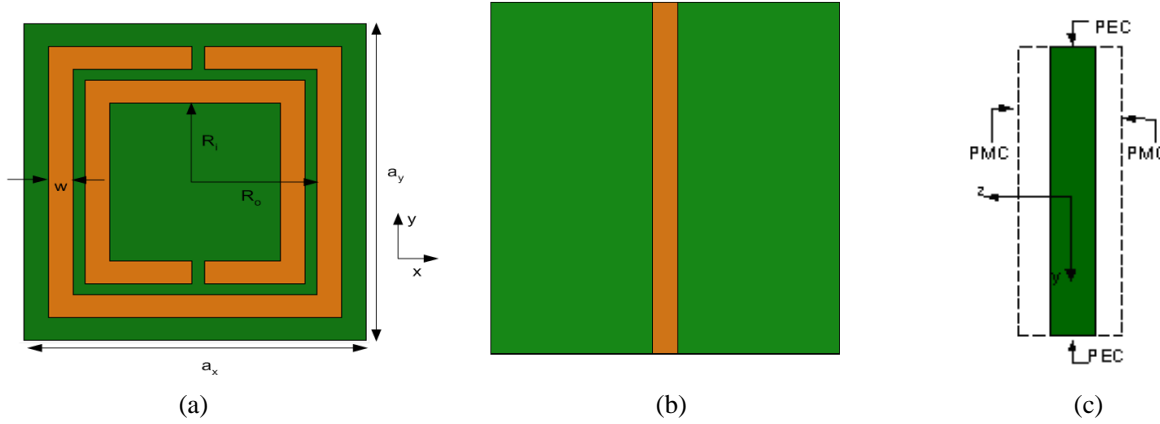 w
R_i
R_o
a_y
a_x
y
x
(a)
(b)
PEC
PMC
PMC
z
y
PEC
(c)